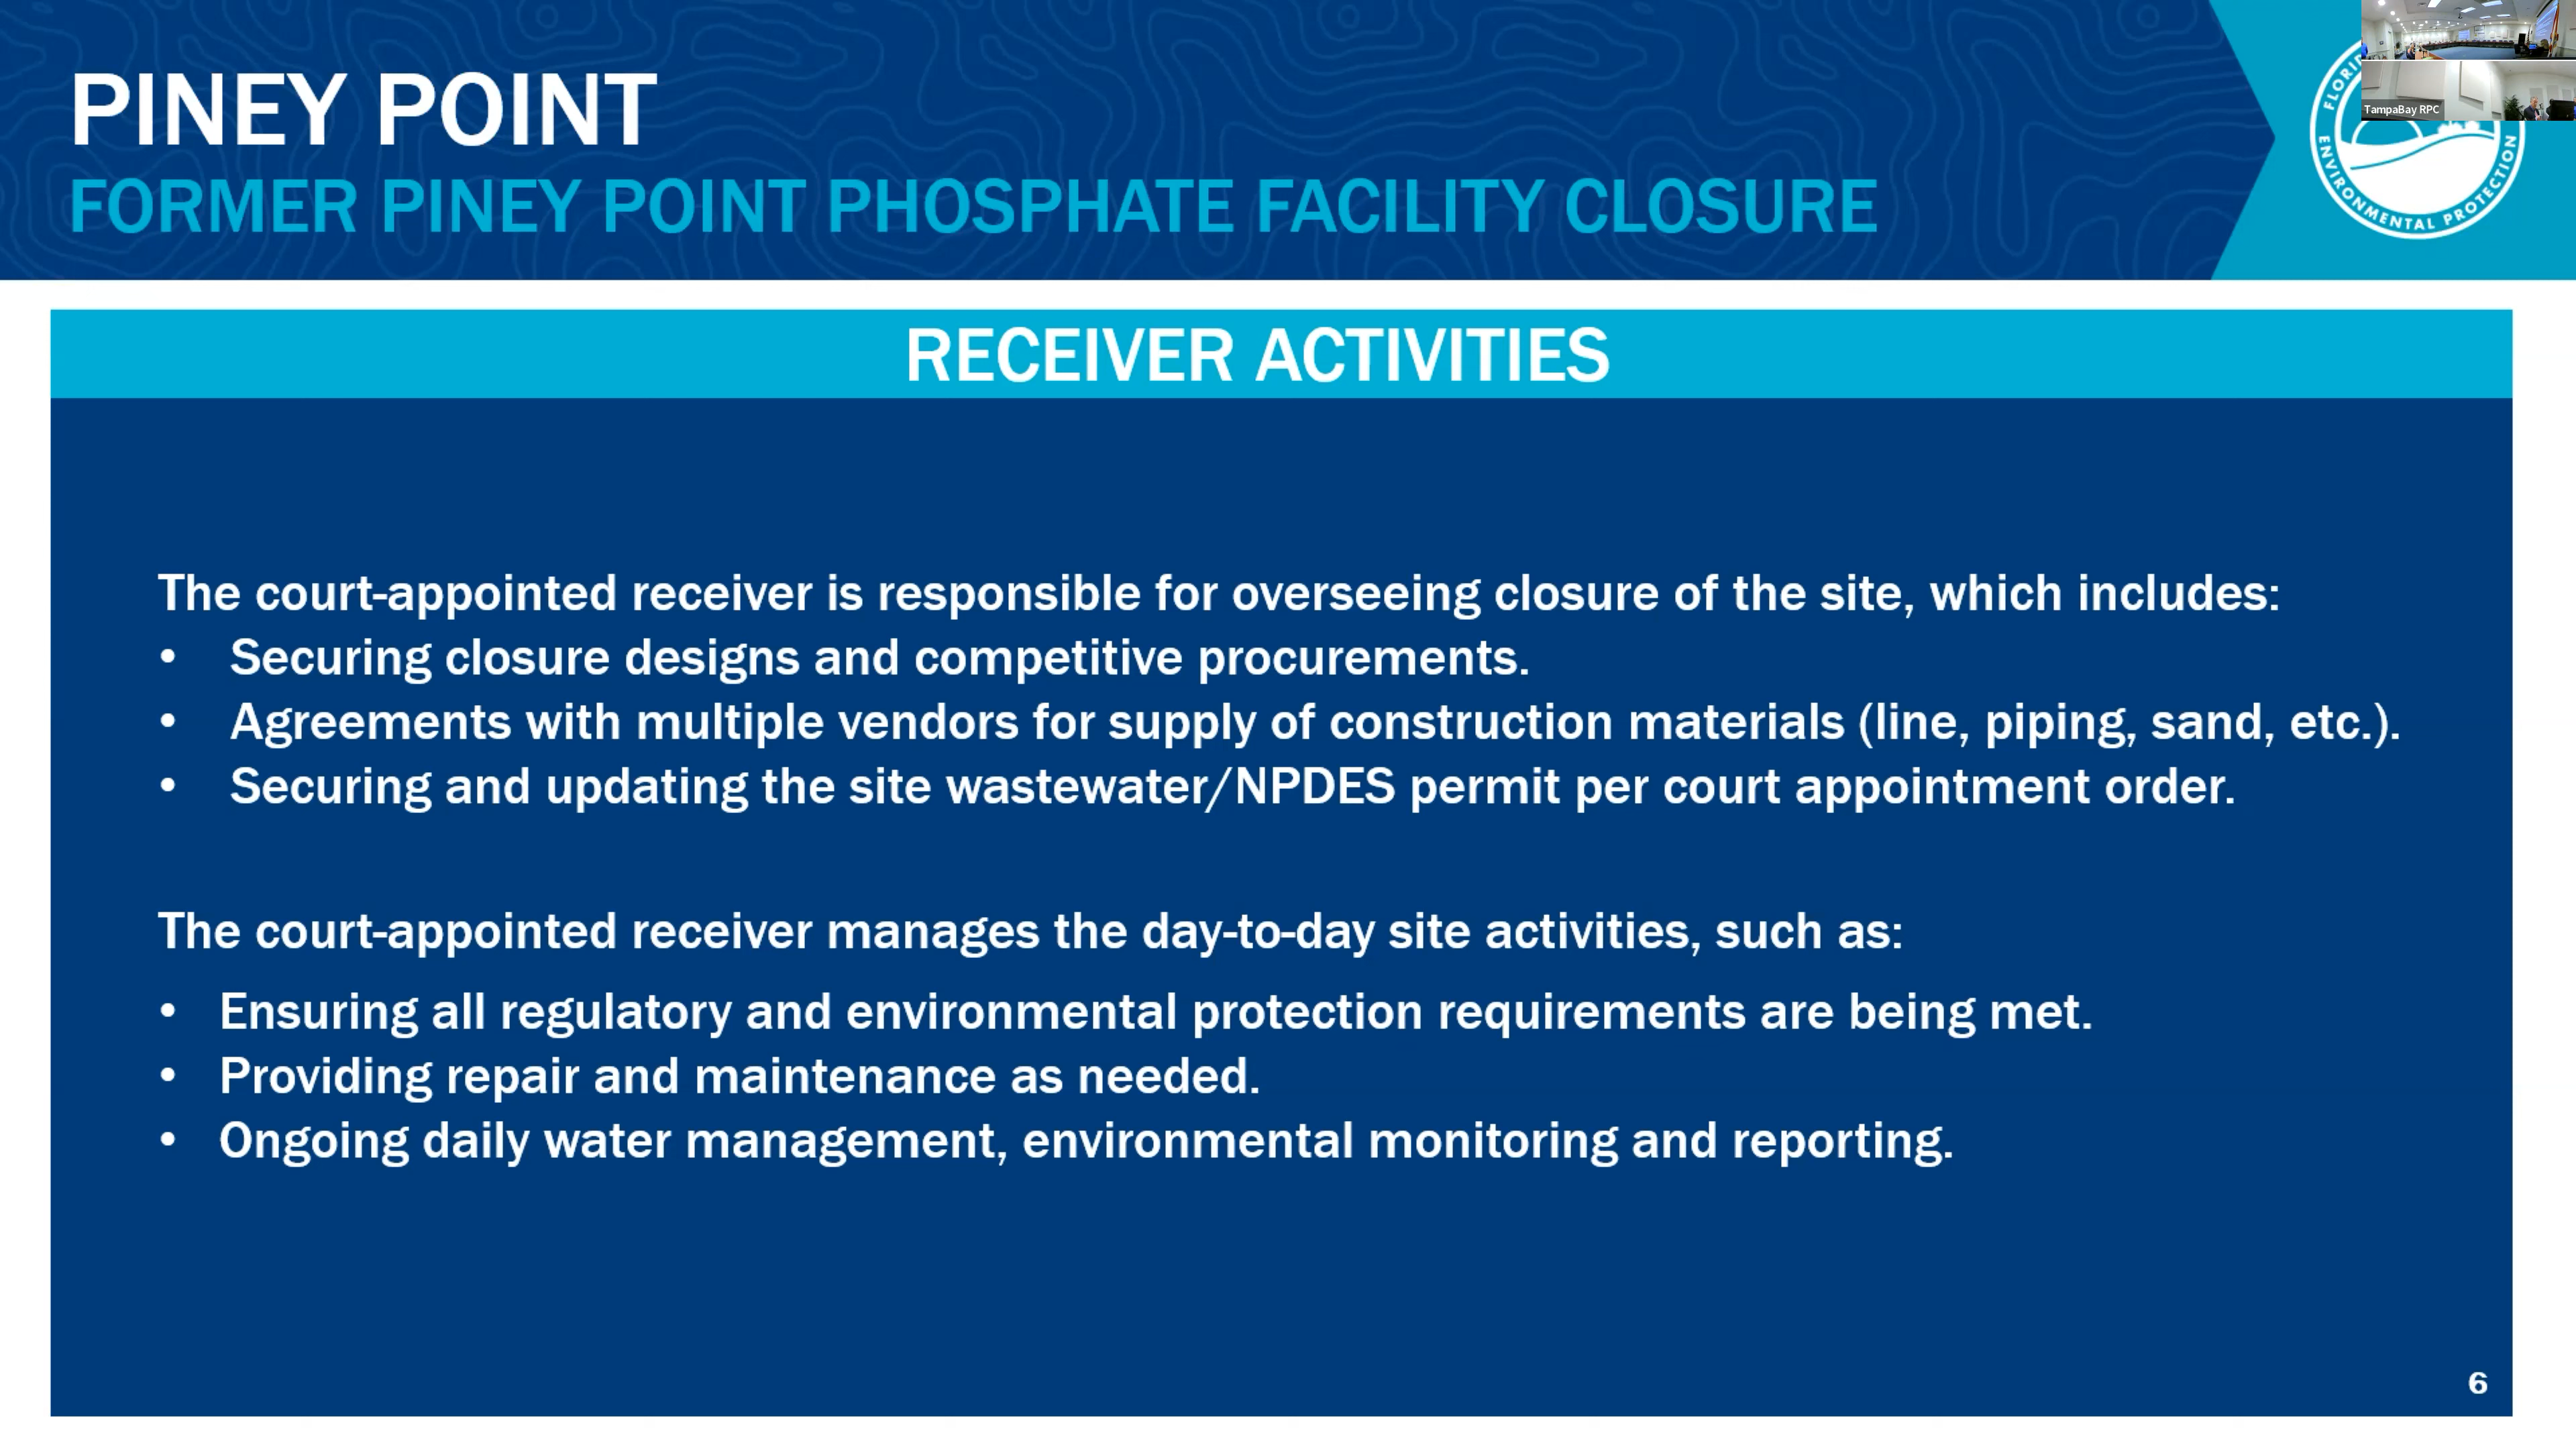 PINEY POINT
FORMER PINEY POINT PHOSPHATE FACILITY CLOSURE
TampaBay RPC
ENVIRONMENTAL PROTECTION
RECEIVER ACTIVITIES
The court-appointed receiver is responsible for overseeing closure of the site, which includes:
• Securing closure designs and competitive procurements.
• Agreements with multiple vendors for supply of construction materials (line, piping, sand, etc.).
• Securing and updating the site wastewater/NPDES permit per court appointment order.
The court-appointed receiver manages the day-to-day site activities, such as:
• Ensuring all regulatory and environmental protection requirements are being met.
• Providing repair and maintenance as needed.
• Ongoing daily water management, environmental monitoring and reporting.
6